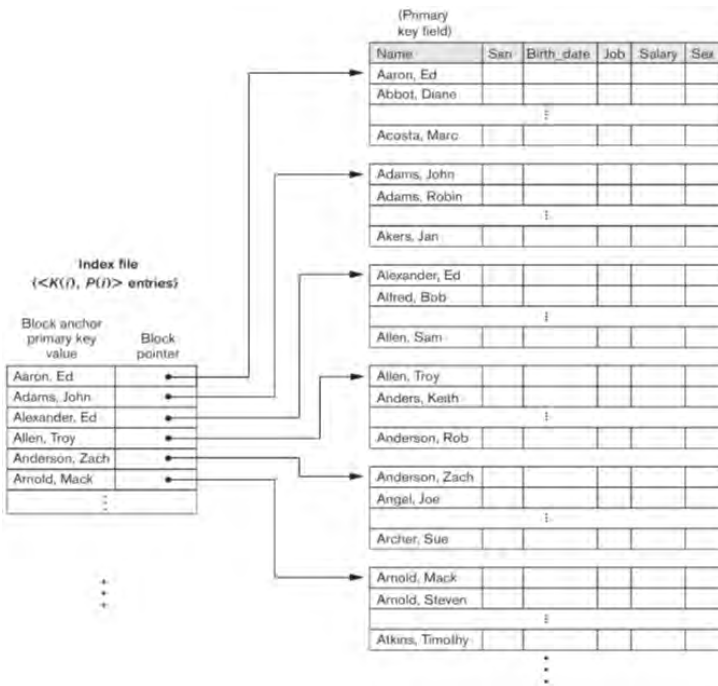 (Primary
key field)
Name Ssn Birth_date Job Salary Sex
Aaron, Ed
Abbot, Diane
⋮
Acosta, Marc
Adams, John
Adams, Robin
⋮
Akers, Jan
Alexander, Ed
Alfred, Bob
⋮
Allen, Sam
Allen, Troy
Anders, Keith
⋮
Anderson, Rob
Anderson, Zach
Angel, Joe
⋮
Archer, Sue
Arnold, Mack
Arnold, Steven
⋮
Atkins, Timothy
⋮
Index file
(<K(i), P(i)> entries)
Block anchor
primary key
value
Block
pointer
Aaron, Ed
Adams, John
Alexander, Ed
Allen, Troy
Anderson, Zach
Arnold, Mack
⋮
⋮